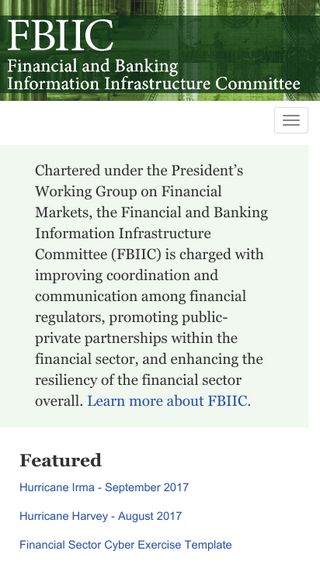 FBIIC
Financial and Banking
Information Infrastructure Committee
Chartered under the President’s
Working Group on Financial
Markets, the Financial and Banking
Information Infrastructure
Committee (FBIIC) is charged with
improving coordination and
communication among financial
regulators, promoting public-
private partnerships within the
financial sector, and enhancing the
resiliency of the financial sector
overall. Learn more about FBIIC.
Featured
Hurricane Irma - September 2017
Hurricane Harvey - August 2017
Financial Sector Cyber Exercise Template